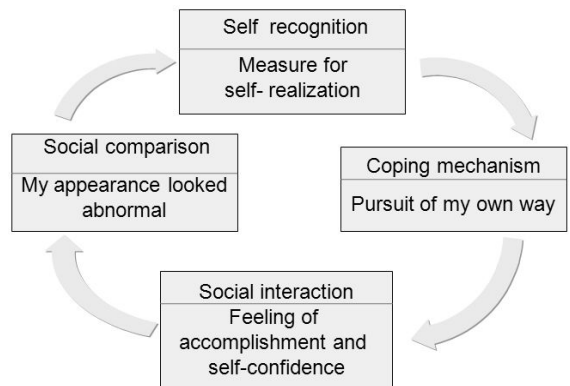 Self recognition
Measure for
self- realization
Coping mechanism
Pursuit of my own way
Social interaction
Feeling of
accomplishment and
self-confidence
Social comparison
My appearance looked
abnormal